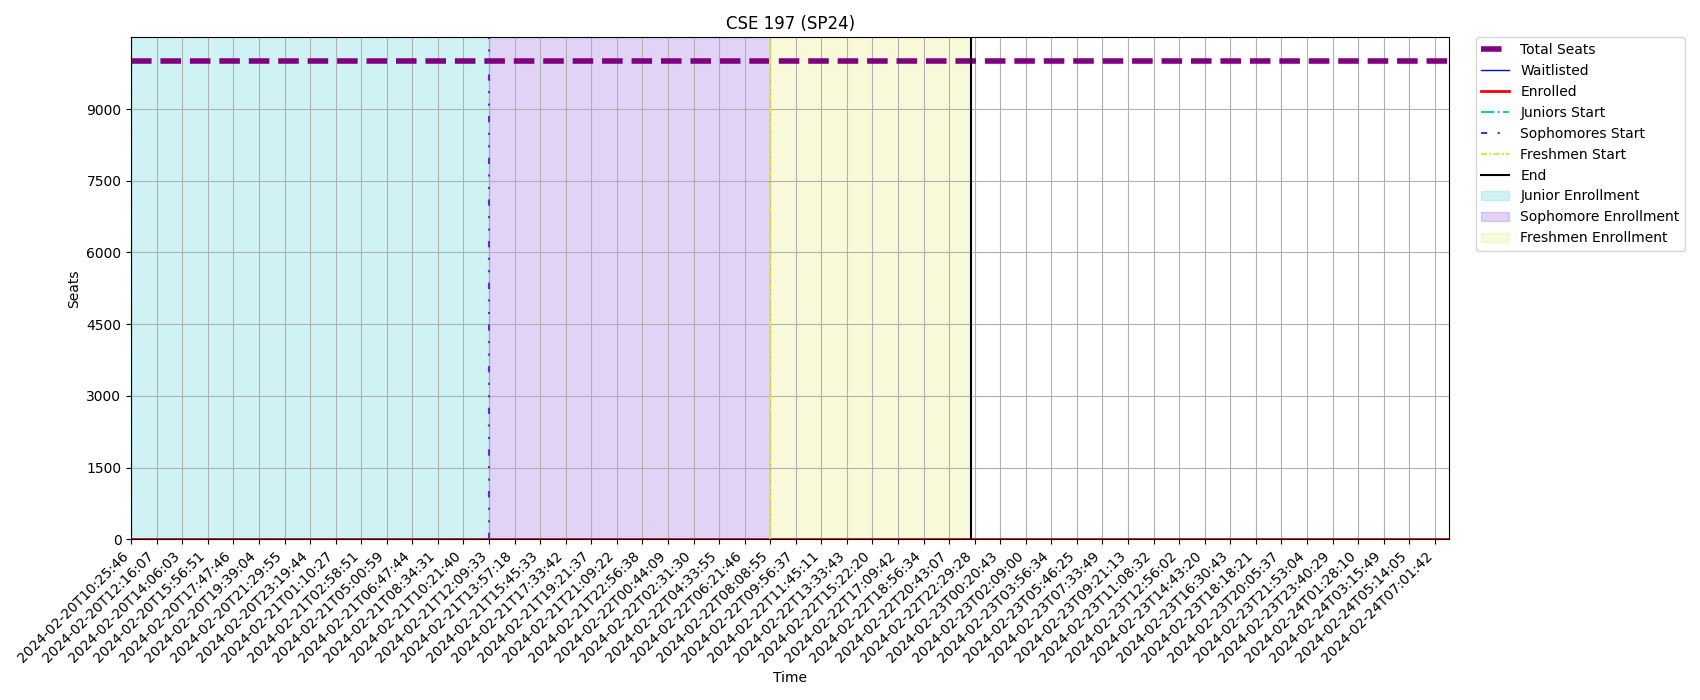 CSE 197 (SP24)
Total Seats
Waitlisted
Enrolled
Juniors Start
Sophomores Start
Freshmen Start
End
Junior Enrollment
Sophomore Enrollment
Freshmen Enrollment
Seats
9000
7500
6000
4500
3000
1500
0
2024-02-20T10:25:46
2024-02-20T12:16:07
2024-02-20T14:06:03
2024-02-20T15:56:51
2024-02-20T17:47:46
2024-02-20T19:39:04
2024-02-20T21:29:55
2024-02-20T23:19:44
2024-02-21T01:10:27
2024-02-21T02:58:51
2024-02-21T05:00:59
2024-02-21T06:47:44
2024-02-21T08:34:31
2024-02-21T10:21:40
2024-02-21T12:09:33
2024-02-21T13:57:18
2024-02-21T15:45:33
2024-02-21T17:33:42
2024-02-21T19:21:37
2024-02-21T21:09:22
2024-02-21T22:56:38
2024-02-22T00:44:09
2024-02-22T02:31:30
2024-02-22T04:33:55
2024-02-22T06:21:46
2024-02-22T08:08:55
2024-02-22T09:56:37
2024-02-22T11:45:11
2024-02-22T13:33:43
2024-02-22T15:22:20
2024-02-22T17:09:42
2024-02-22T18:56:34
2024-02-22T20:43:07
2024-02-22T22:29:28
2024-02-23T00:20:43
2024-02-23T02:09:00
2024-02-23T03:56:34
2024-02-23T05:46:25
2024-02-23T07:33:49
2024-02-23T09:21:13
2024-02-23T11:08:32
2024-02-23T12:56:02
2024-02-23T14:43:20
2024-02-23T16:30:43
2024-02-23T18:18:21
2024-02-23T20:05:37
2024-02-23T21:53:04
2024-02-23T23:40:29
2024-02-24T01:28:10
2024-02-24T03:15:49
2024-02-24T05:14:05
2024-02-24T07:01:42
Time